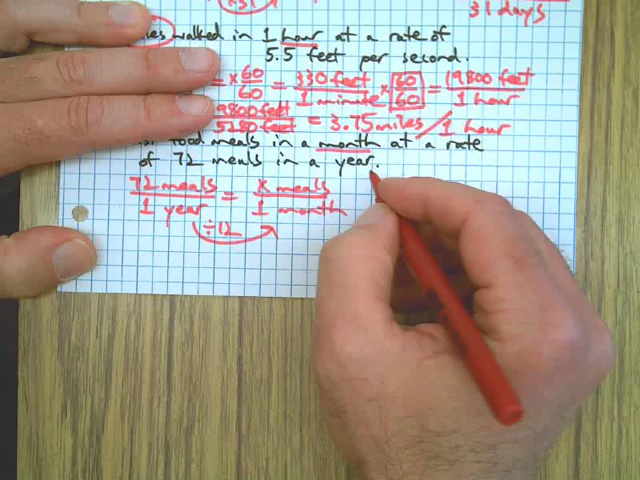 31 days
walked in 1 hour at a rate of
5.5 feet per second.
= × 60/60 = 330 feet/1 minute × 60/60 = 19800 feet/1 hour
9800 feet/5280 feet = 3.75 miles/1 hour
food meals in a month at a rate
of 72 meals in a year.
72 meals/1 year = x meals/1 month
÷12